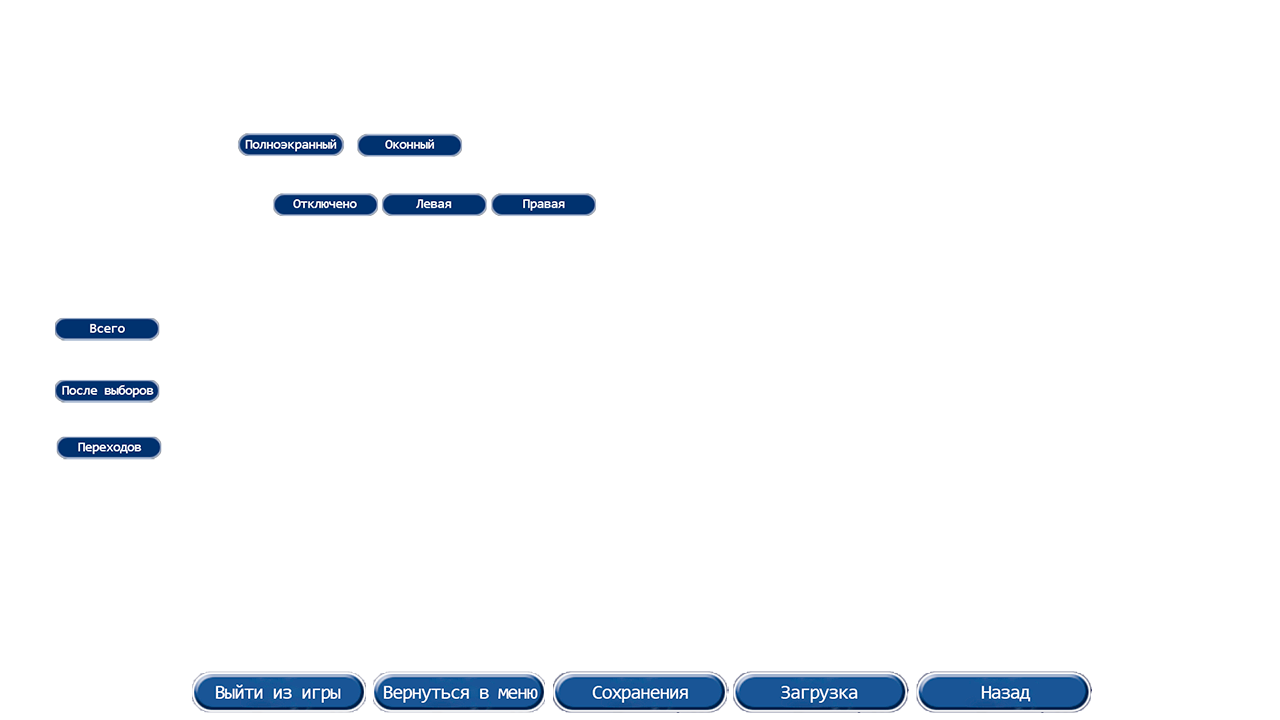 Полноэкранный Оконный
Отключено Левая Правая
Всего
После выборов
Переходов
Выйти из игры Вернуться в меню Сохранения Загрузка Назад